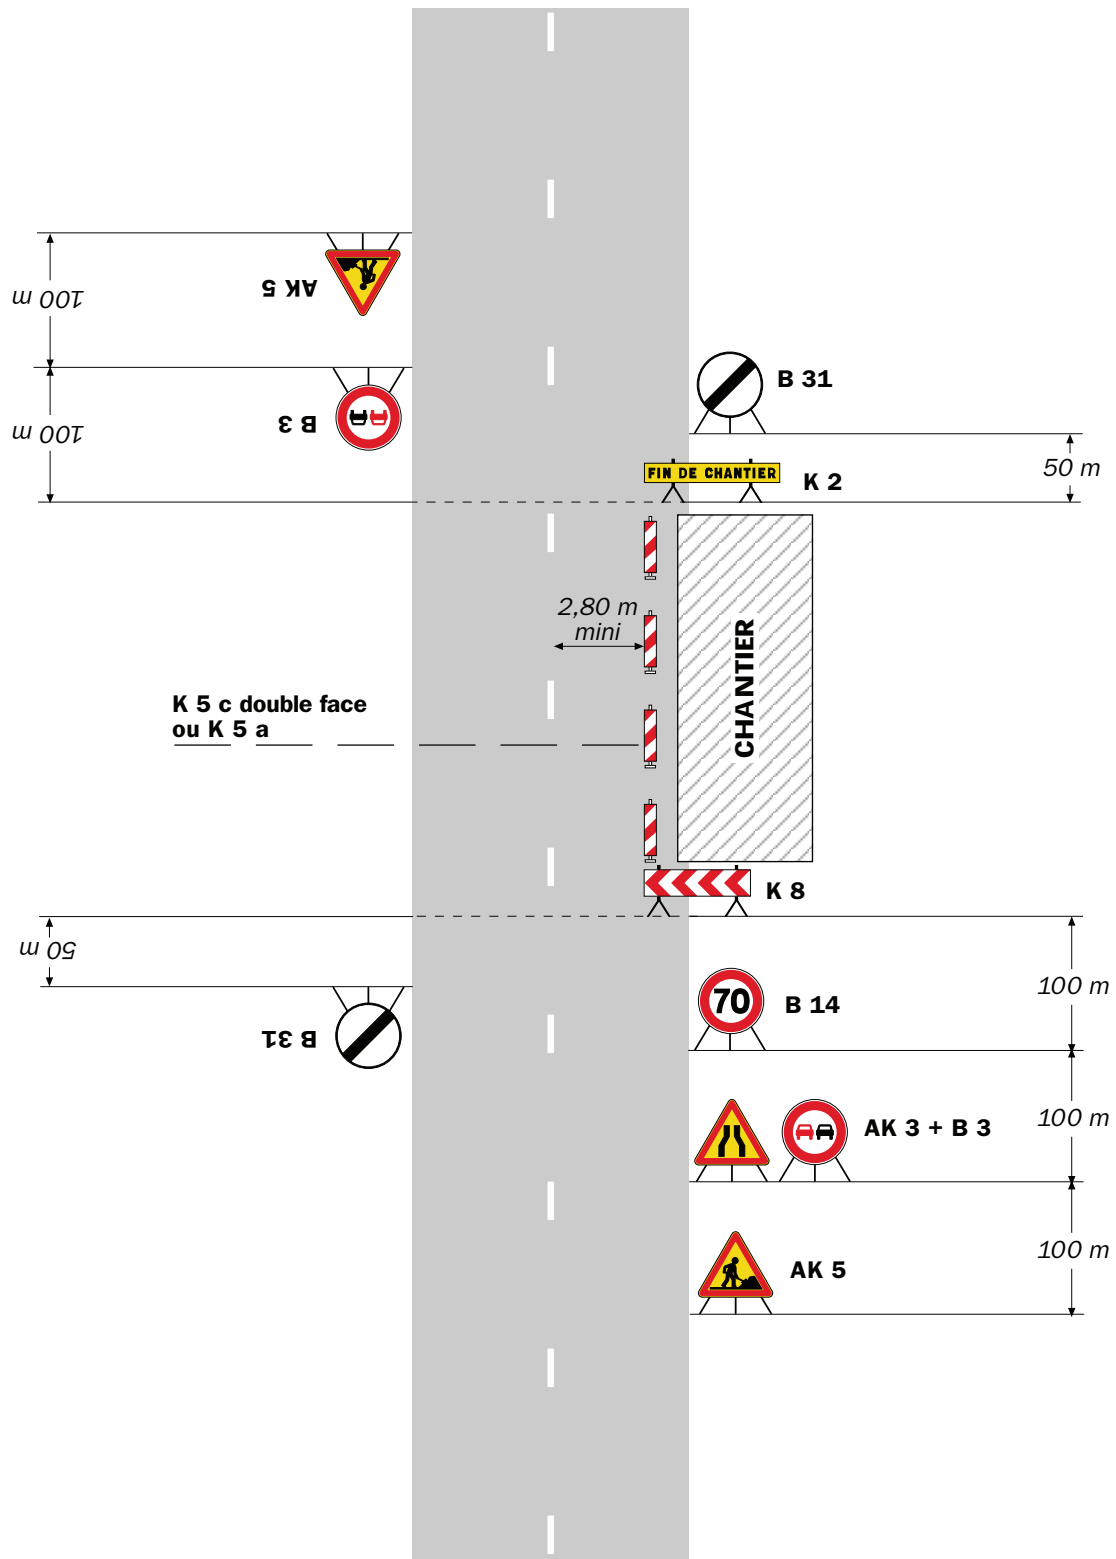 AK 5
100 m
B 3
100 m
B 31
50 m
FIN DE CHANTIER
K 2
2,80 m
mini
CHANTIER
K 5 c double face
ou K 5 a
K 8
50 m
B 31
70
B 14
100 m
AK 3 + B 3
100 m
AK 5
100 m